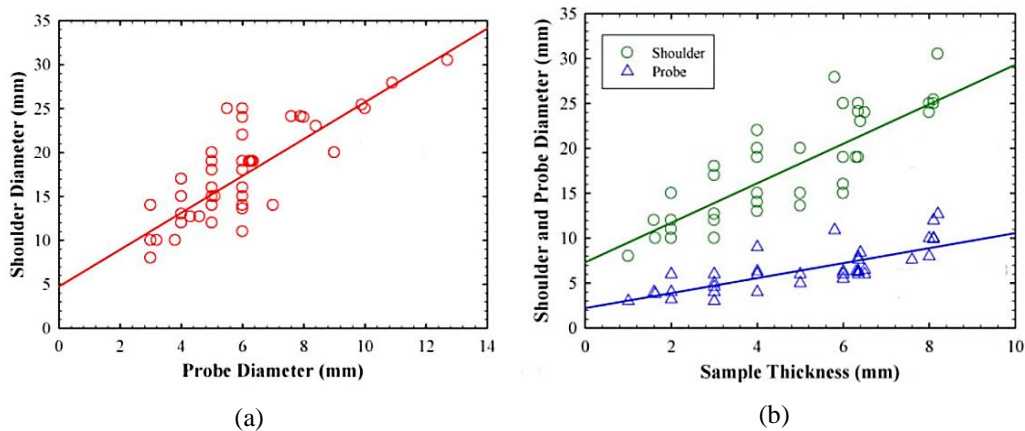 35
30
25
20
15
10
5
0
Shoulder Diameter (mm)
0 2 4 6 8 10 12 14
Probe Diameter (mm)
(a)
35
30
25
20
15
10
5
0
Shoulder and Probe Diameter (mm)
Shoulder
Probe
0 2 4 6 8 10
Sample Thickness (mm)
(b)